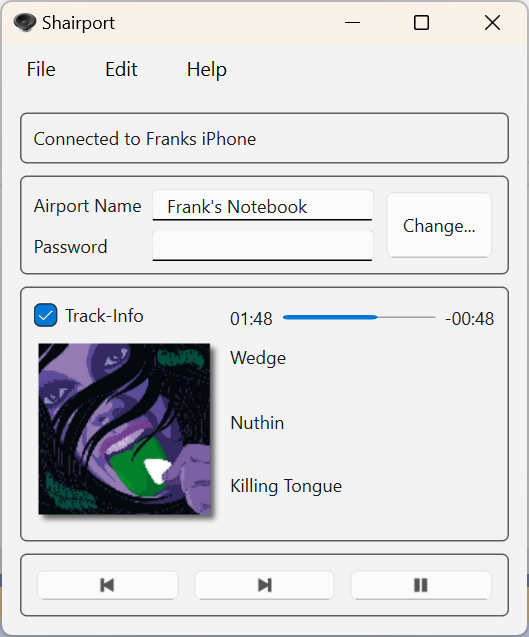 Shairport
File Edit Help
Connected to Franks iPhone
Airport Name Frank's Notebook
Change...
Password
Track-Info 01:48 -00:48
Wedge
Nuthin
Killing Tongue